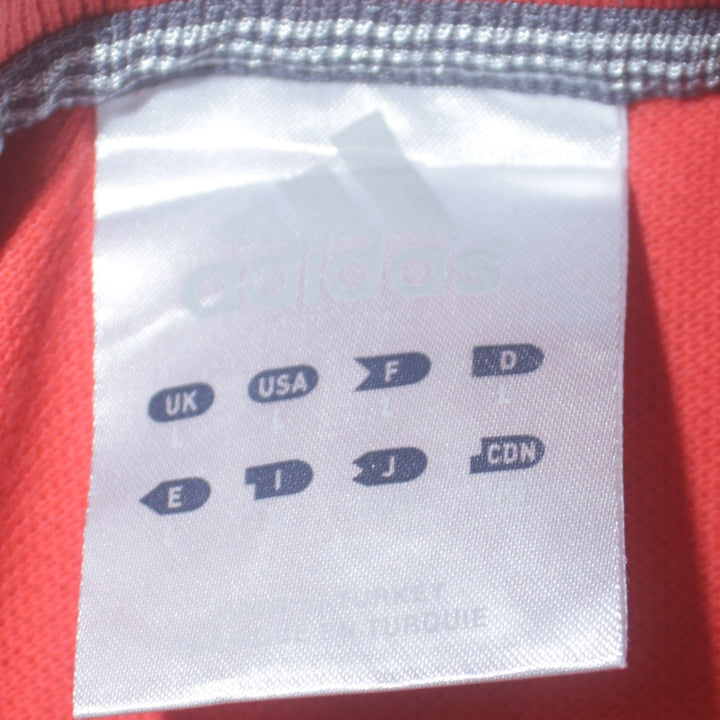 adidas
UK USA F D
L L L L
E I J CDN
L
MADE IN TURKEY
FABRIQUÉ EN TURQUIE